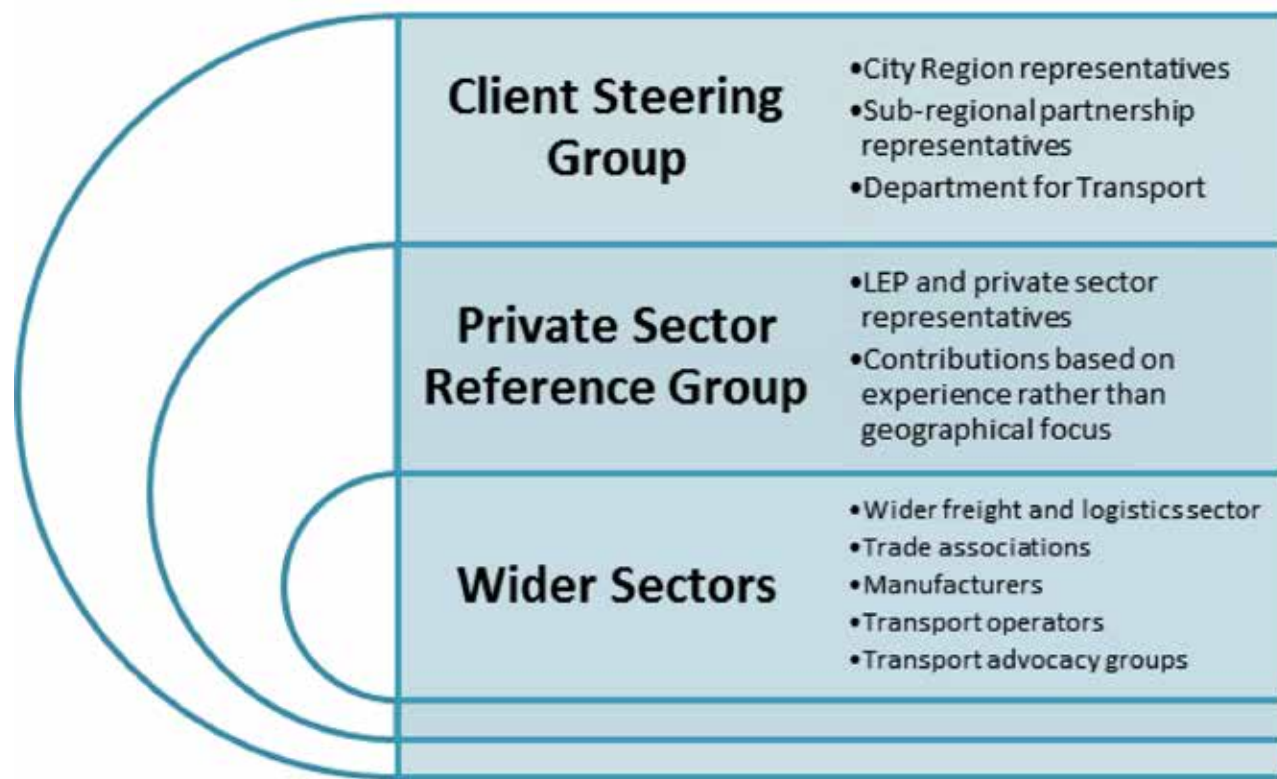 Client Steering
Group
•City Region representatives
•Sub-regional partnership
representatives
•Department for Transport
Private Sector
Reference Group
•LEP and private sector
representatives
•Contributions based on
experience rather than
geographical focus
Wider Sectors
•Wider freight and logistics sector
•Trade associations
•Manufacturers
•Transport operators
•Transport advocacy groups